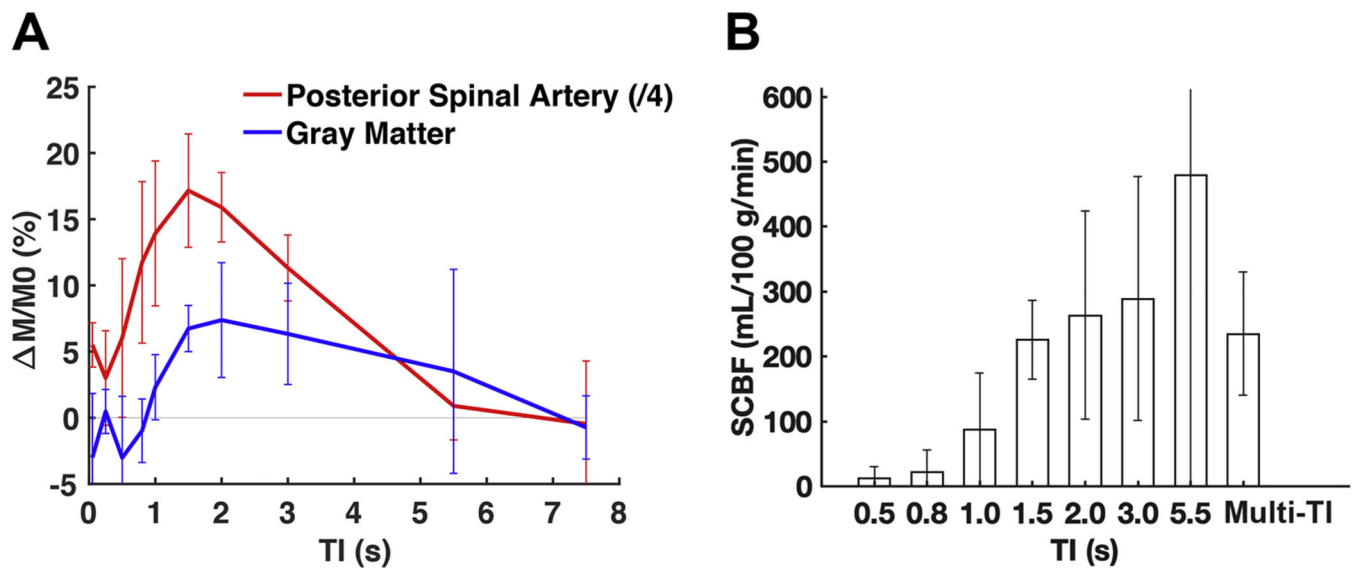 A
B
25
20
15
10
5
0
-5
ΔM/M0 (%)
Posterior Spinal Artery (/4)
Gray Matter
0 1 2 3 4 5 6 7 8
TI (s)
600
500
400
300
200
100
0
SCBF (mL/100 g/min)
0.5 0.8 1.0 1.5 2.0 3.0 5.5 Multi-TI
TI (s)